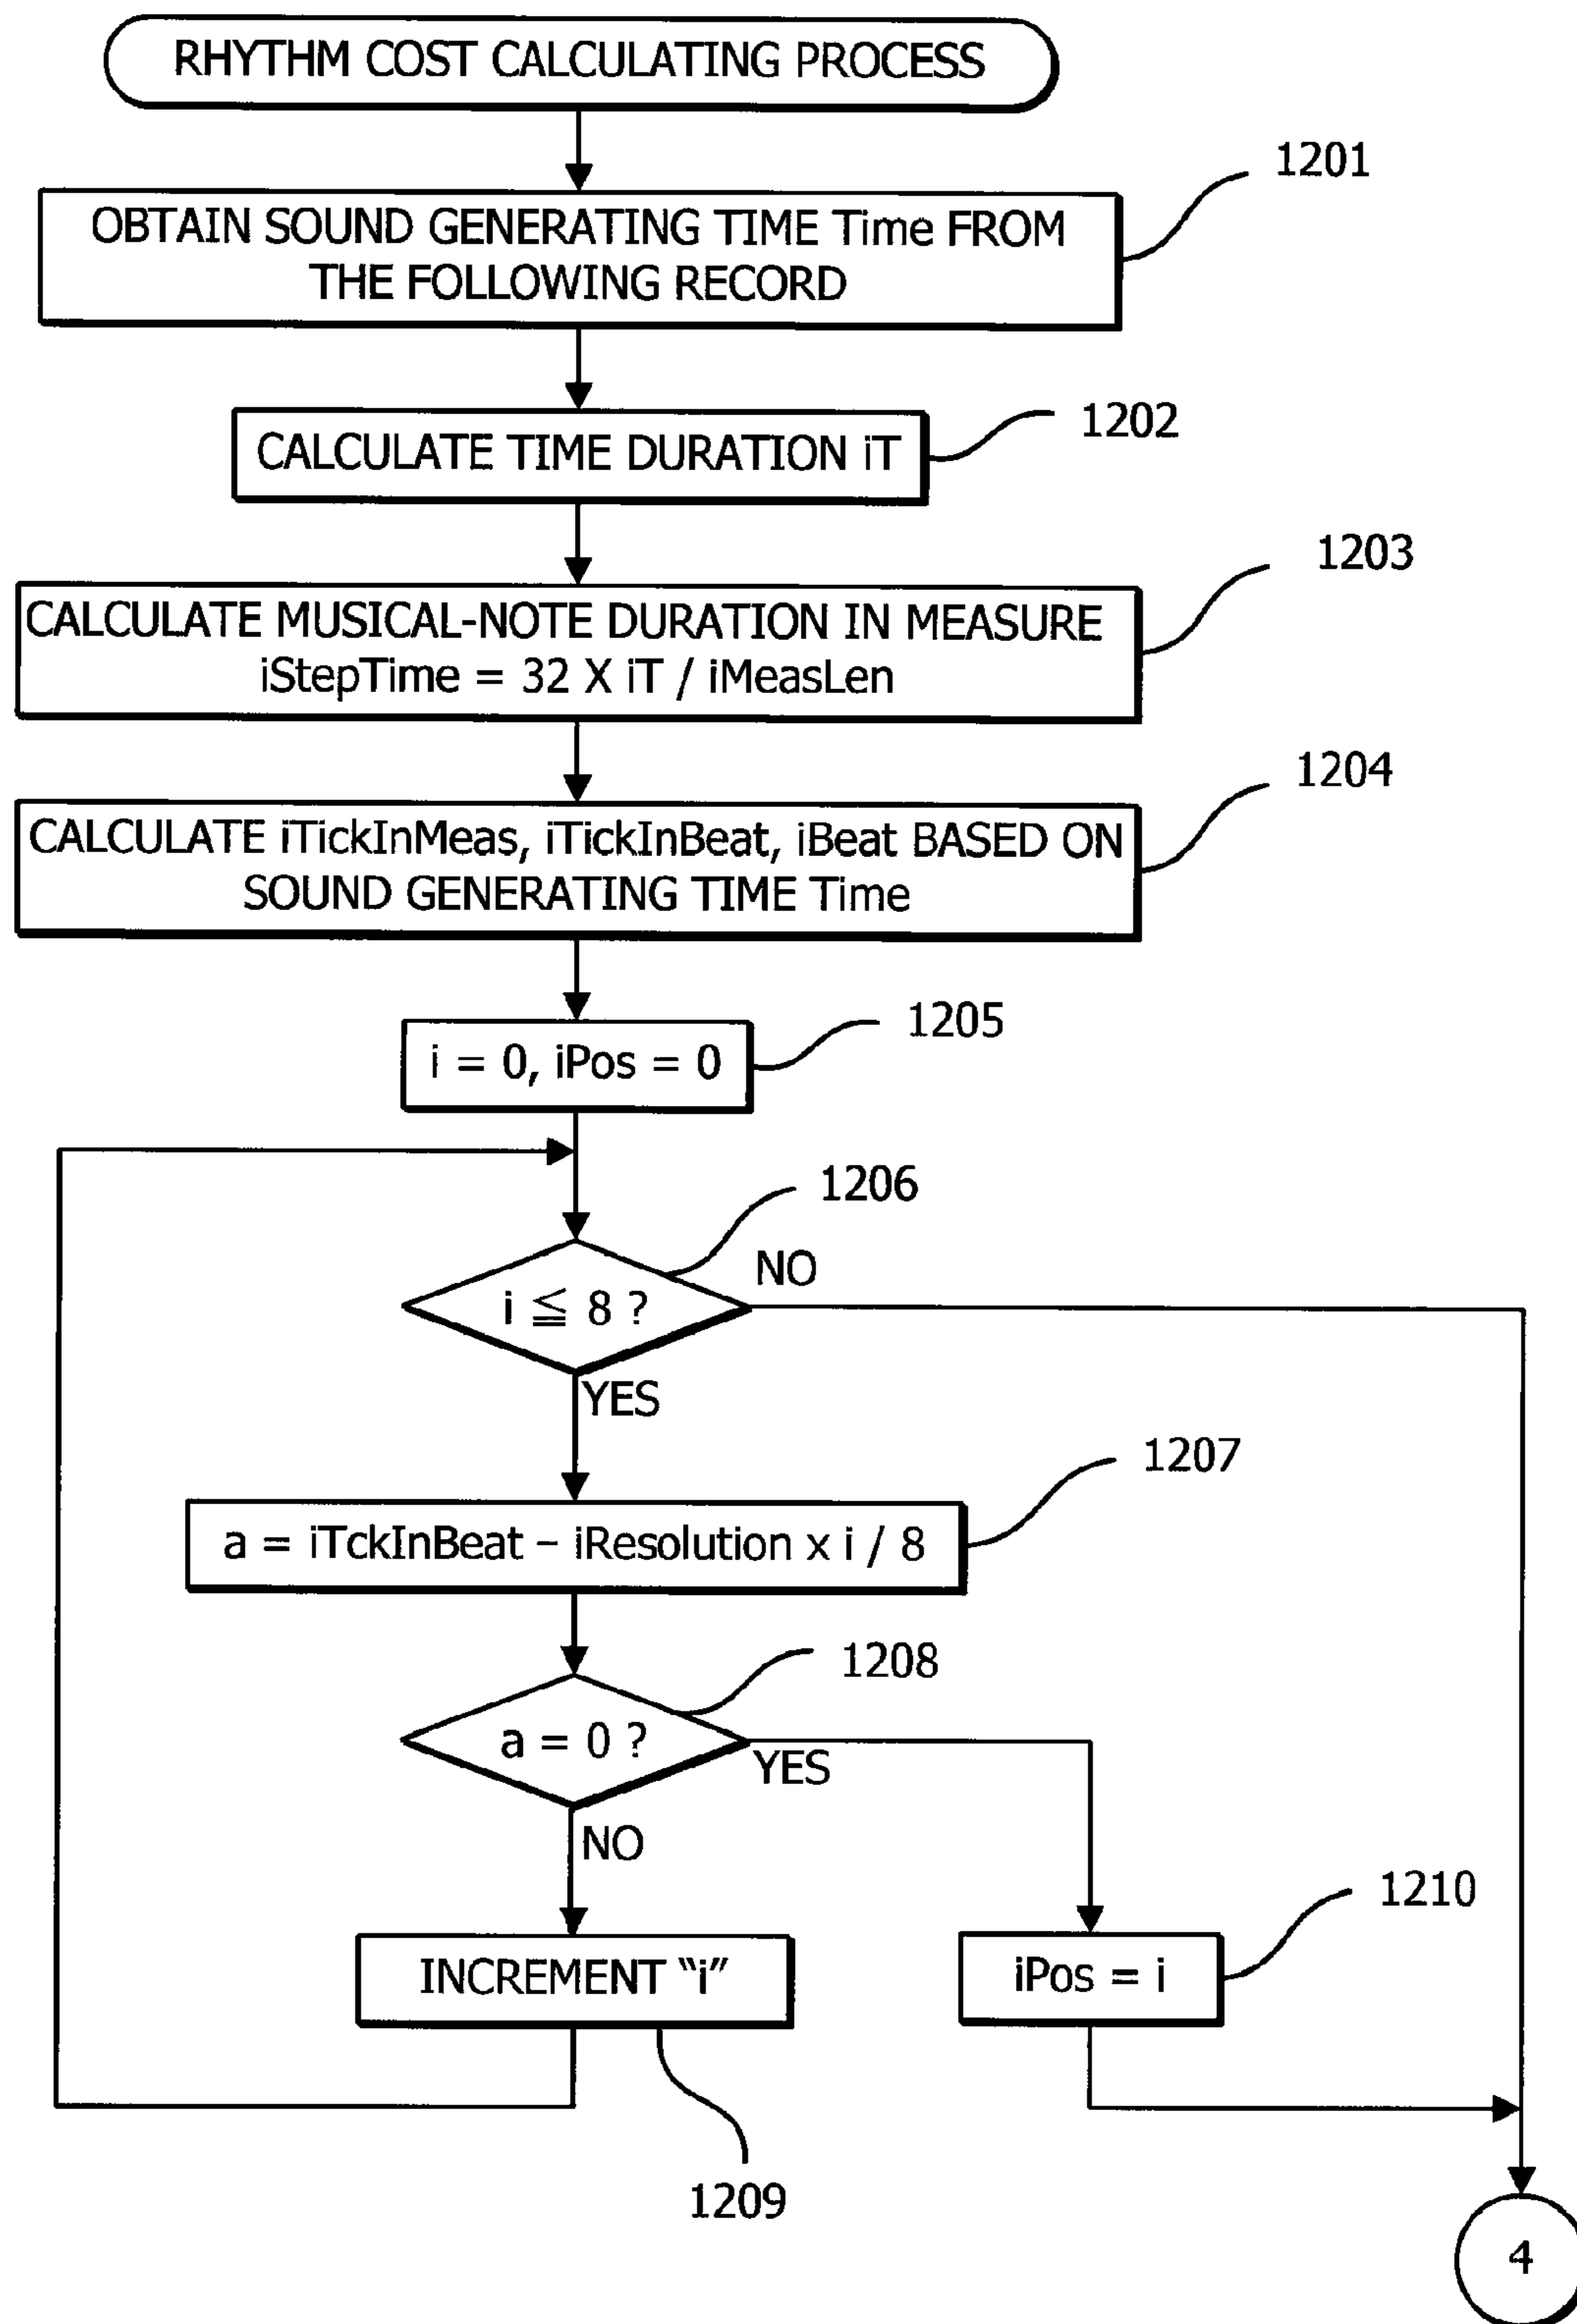 RHYTHM COST CALCULATING PROCESS
1201
OBTAIN SOUND GENERATING TIME Time FROM
THE FOLLOWING RECORD
1202
CALCULATE TIME DURATION iT
1203
CALCULATE MUSICAL-NOTE DURATION IN MEASURE
iStepTime = 32 X iT / iMeasLen
1204
CALCULATE iTickInMeas, iTickInBeat, iBeat BASED ON
SOUND GENERATING TIME Time
1205
i = 0, iPos = 0
1206
NO
i ≦ 8 ?
YES
1207
a = iTckInBeat – iResolution x i / 8
1208
a = 0 ?
YES
NO
1210
INCREMENT “i”
iPos = i
1209
4